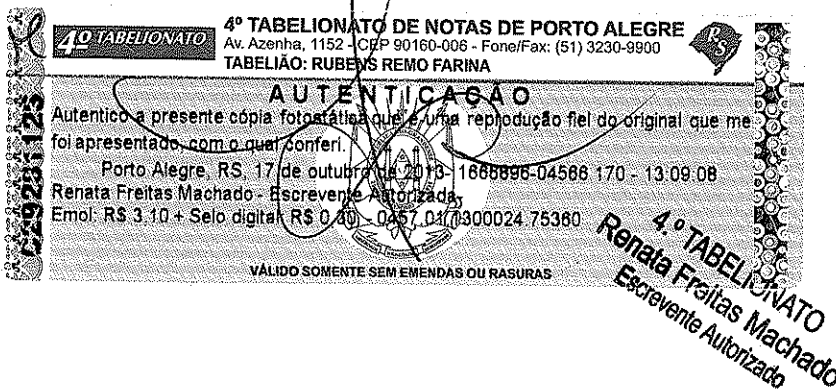 4º TABELIONATO
4º TABELIONATO DE NOTAS DE PORTO ALEGRE
Av. Azenha, 1152 - CEP 90160-006 - Fone/Fax: (51) 3230-9900
TABELIÃO: RUBENS REMO FARINA
AUTENTICAÇÃO
Autentico a presente cópia fotostática que é uma reprodução fiel do original que me
foi apresentado, com o qual conferi.
Porto Alegre, RS, 17 de outubro de 2013- 1668896-04566 170 - 13:09:08
Renata Freitas Machado - Escrevente Autorizada
Emol: R$ 3,10 + Selo digital: R$ 0,30 - 0457.01.1300024.75360
VÁLIDO SOMENTE SEM EMENDAS OU RASURAS
4.º TABELIONATO
Renata Freitas Machado
Escrevente Autorizado